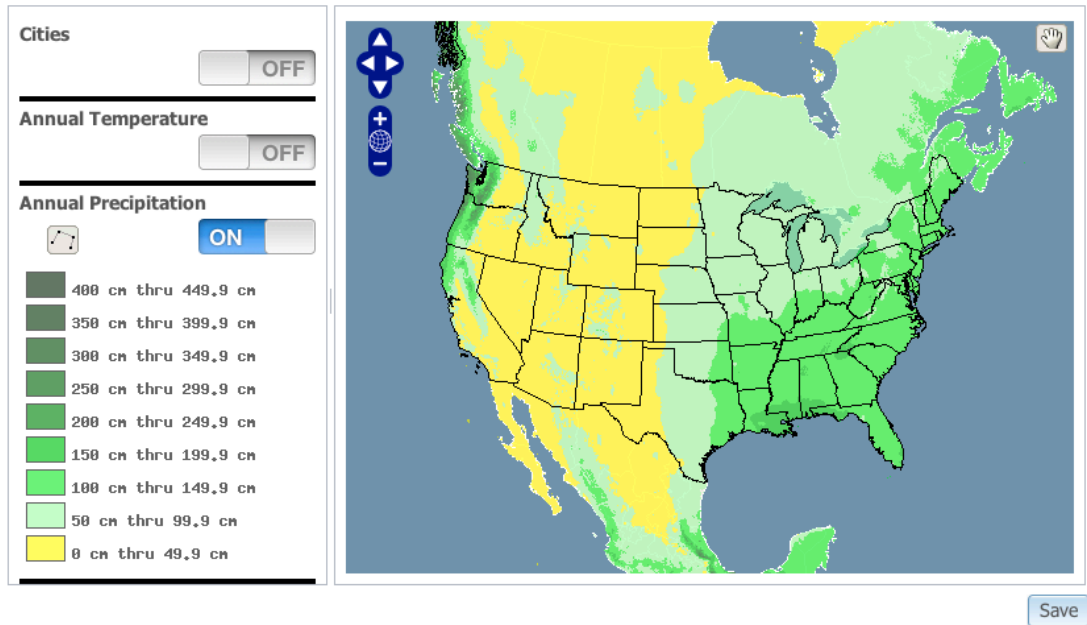 Cities
OFF
Annual Temperature
OFF
Annual Precipitation
ON
400 cm thru 449.9 cm
350 cm thru 399.9 cm
300 cm thru 349.9 cm
250 cm thru 299.9 cm
200 cm thru 249.9 cm
150 cm thru 199.9 cm
100 cm thru 149.9 cm
50 cm thru 99.9 cm
0 cm thru 49.9 cm
Save